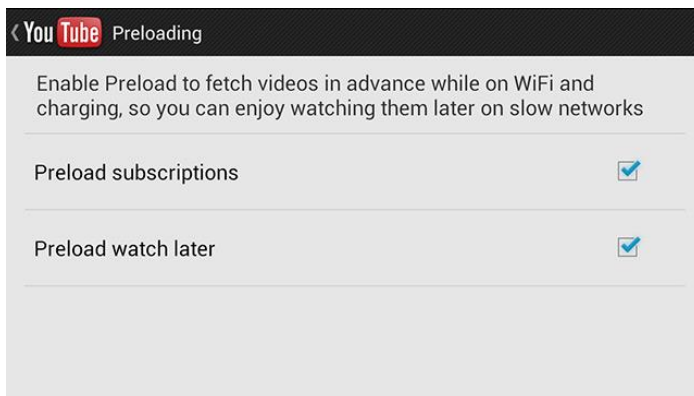 YouTube Preloading
Enable Preload to fetch videos in advance while on WiFi and
charging, so you can enjoy watching them later on slow networks
Preload subscriptions
Preload watch later